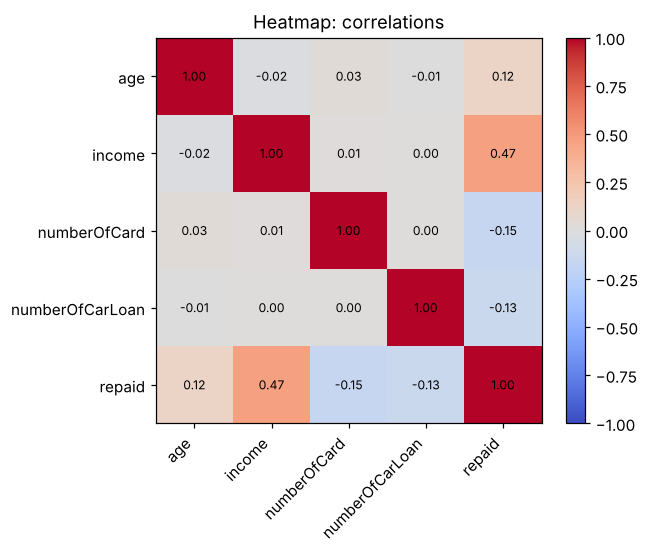 Heatmap: correlations
age 1.00 -0.02 0.03 -0.01 0.12
income -0.02 1.00 0.01 0.00 0.47
numberOfCard 0.03 0.01 1.00 0.00 -0.15
numberOfCarLoan -0.01 0.00 0.00 1.00 -0.13
repaid 0.12 0.47 -0.15 -0.13 1.00
age income numberOfCard numberOfCarLoan repaid
1.00
0.75
0.50
0.25
0.00
−0.25
−0.50
−0.75
−1.00